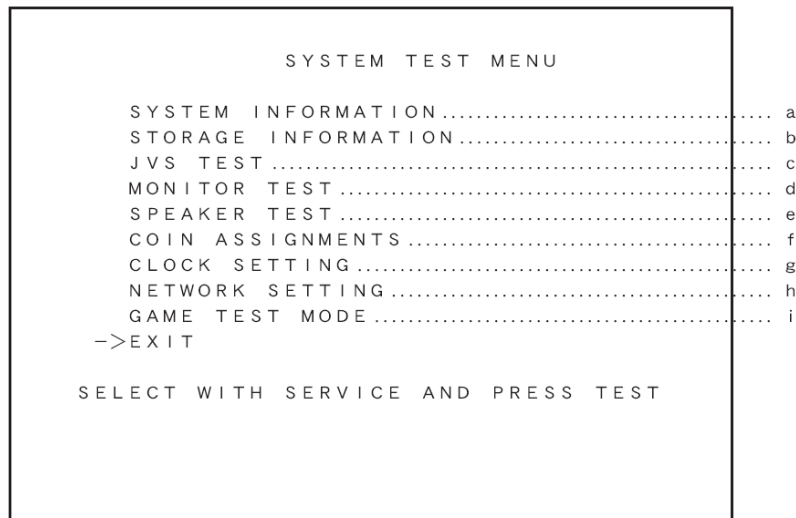 SYSTEM TEST MENU
SYSTEM INFORMATION ........................................ a
STORAGE INFORMATION ........................................ b
JVS TEST ........................................ c
MONITOR TEST ........................................ d
SPEAKER TEST ........................................ e
COIN ASSIGNMENTS ........................................ f
CLOCK SETTING ........................................ g
NETWORK SETTING ........................................ h
GAME TEST MODE ........................................ i
->EXIT
SELECT WITH SERVICE AND PRESS TEST